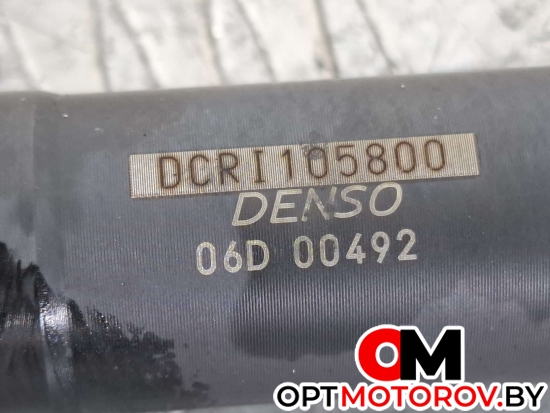 DCRI105800
DENSO
06D 00492
OM
OPTMOTOROV.BY